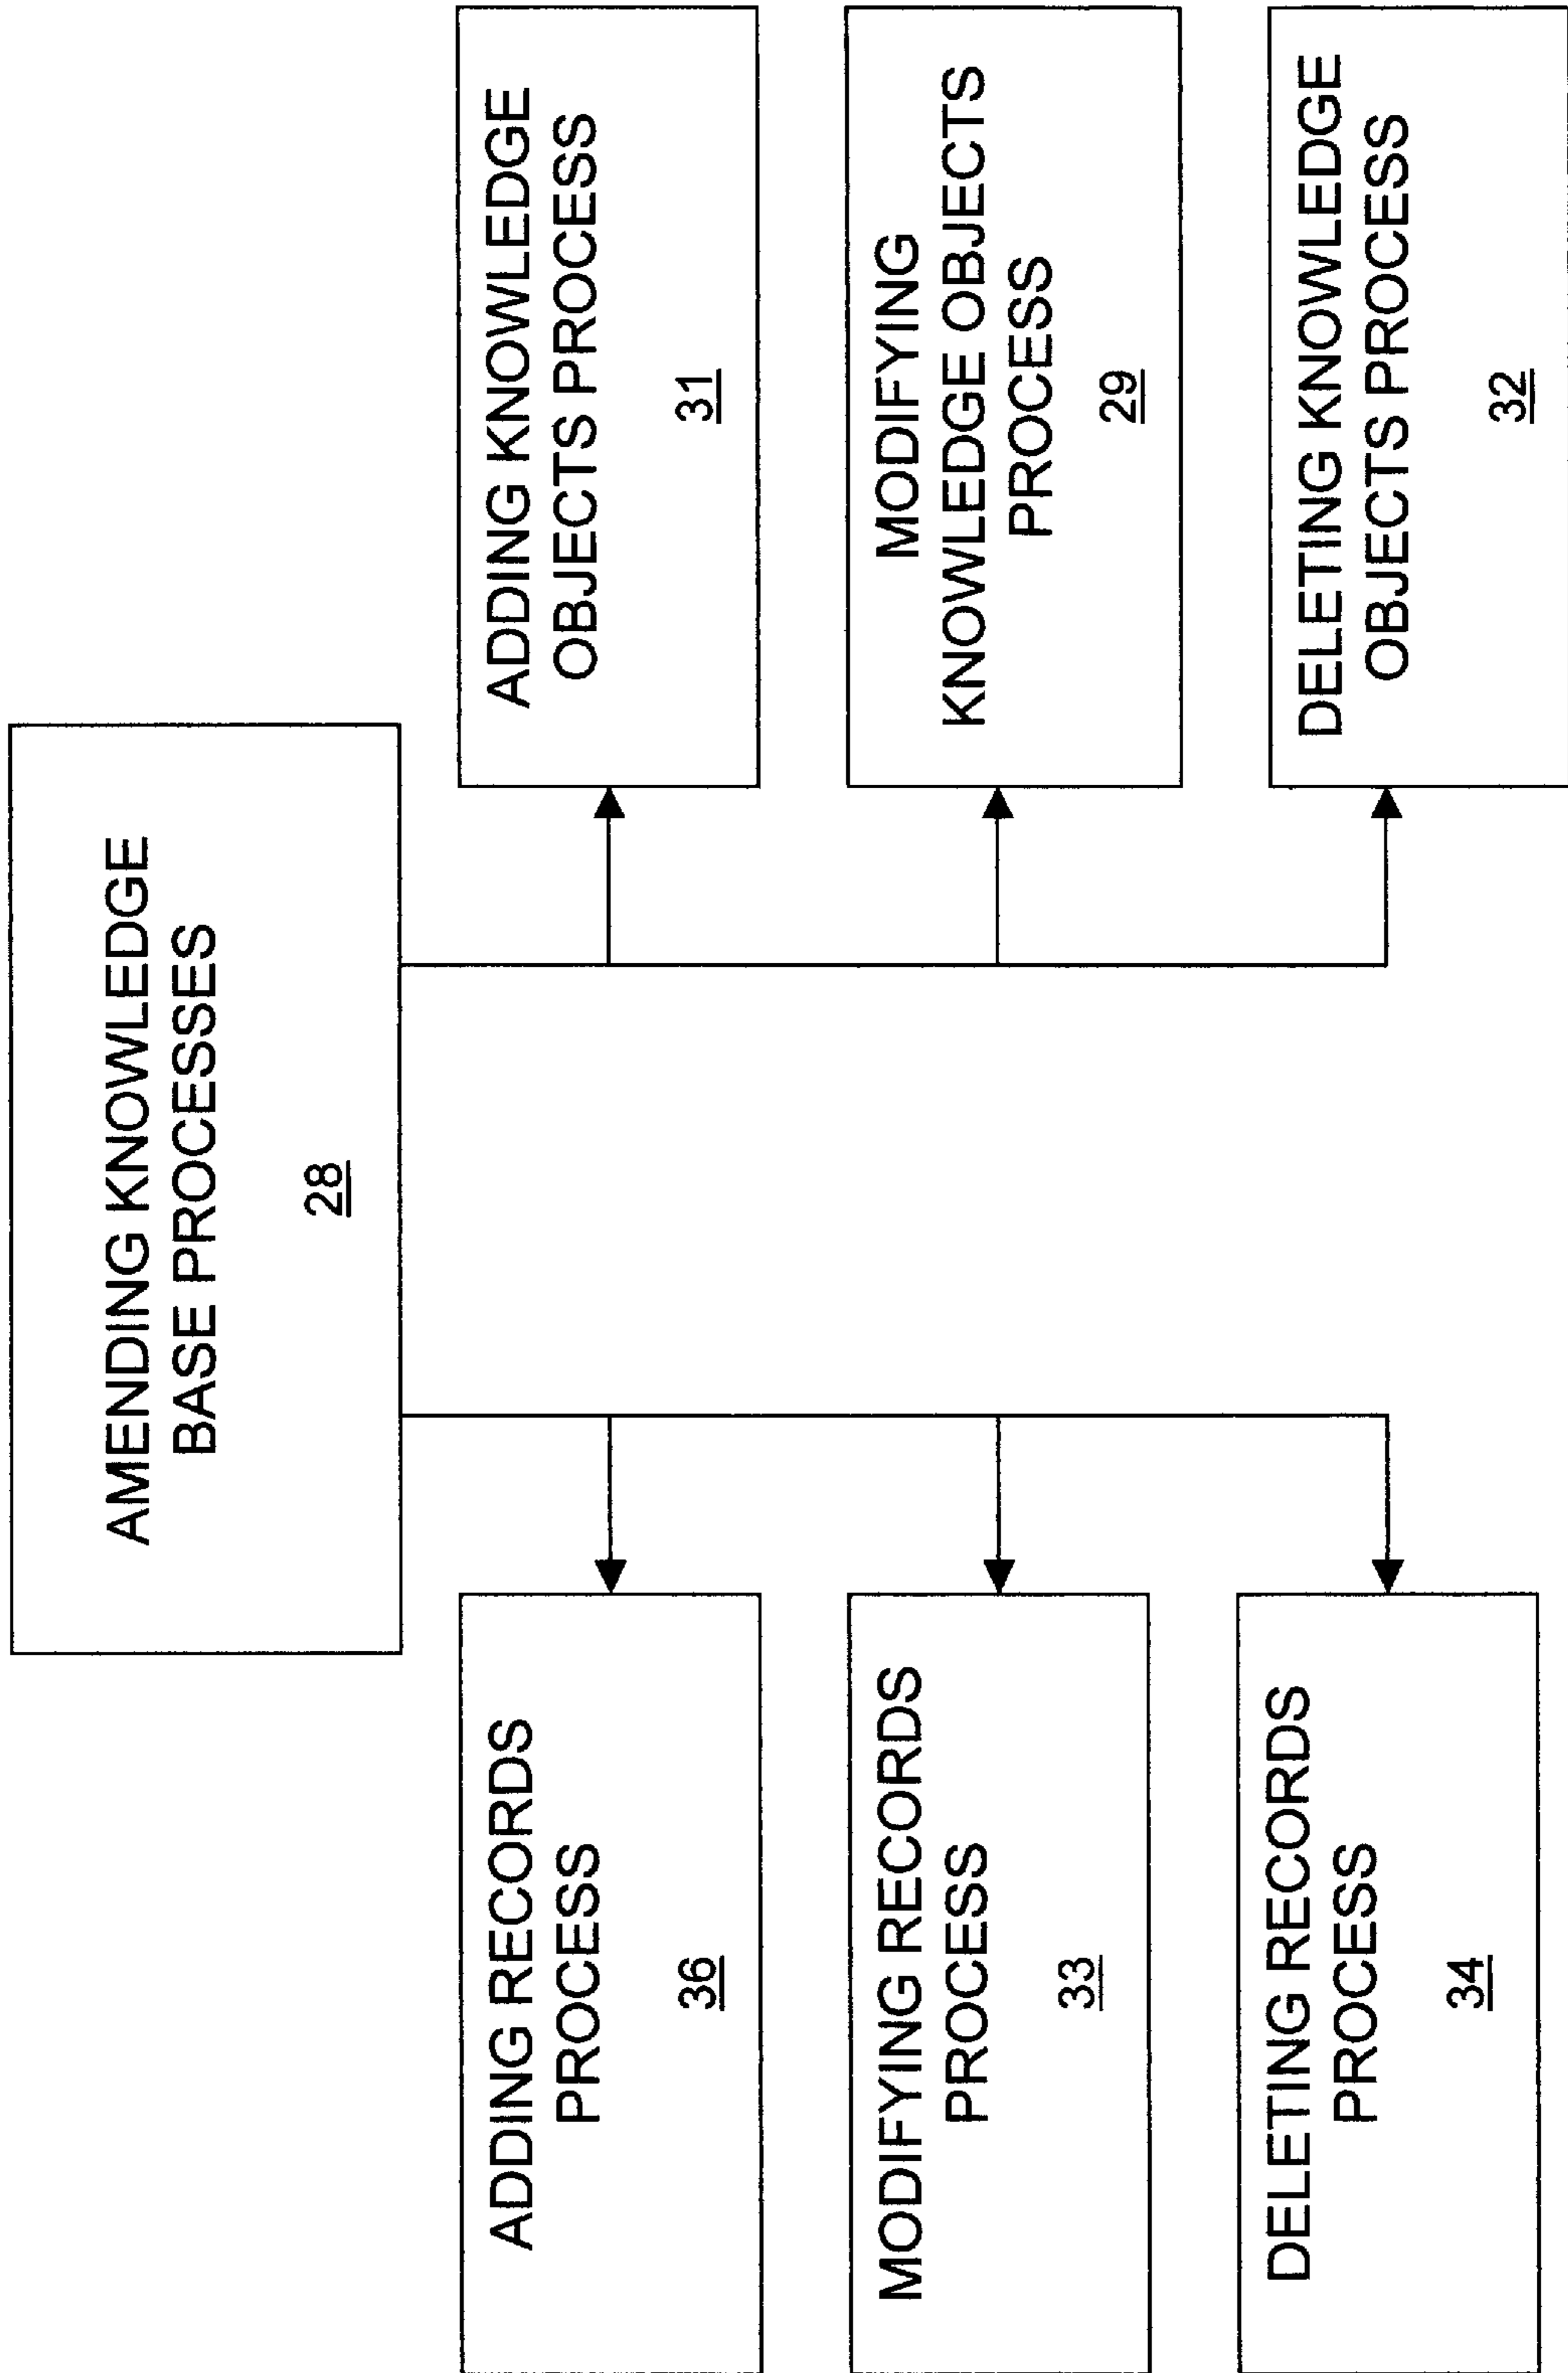 AMENDING KNOWLEDGE
BASE PROCESSES
28
ADDING RECORDS
PROCESS
36
MODIFYING RECORDS
PROCESS
33
DELETING RECORDS
PROCESS
34
ADDING KNOWLEDGE
OBJECTS PROCESS
31
MODIFYING
KNOWLEDGE OBJECTS
PROCESS
29
DELETING KNOWLEDGE
OBJECTS PROCESS
32